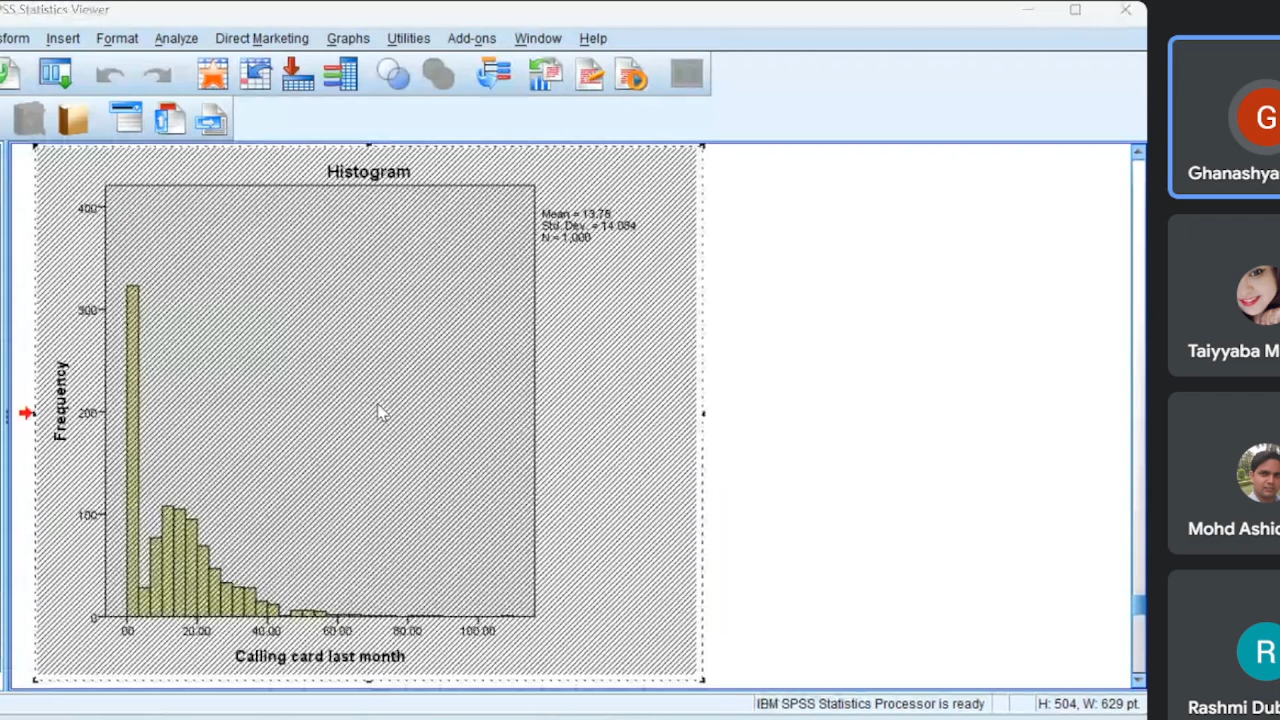 SPSS Statistics Viewer
sform Insert Format Analyze Direct Marketing Graphs Utilities Add-ons Window Help
Histogram
Mean = 13.78
Std. Dev. = 14.084
N = 1,000
400
300
200
100
0
Frequency
.00 20.00 40.00 60.00 80.00 100.00
Calling card last month
IBM SPSS Statistics Processor is ready
H: 504, W: 629 pt.
G
Ghanashya
Taiyyaba M
Mohd Ashic
R
Rashmi Dub